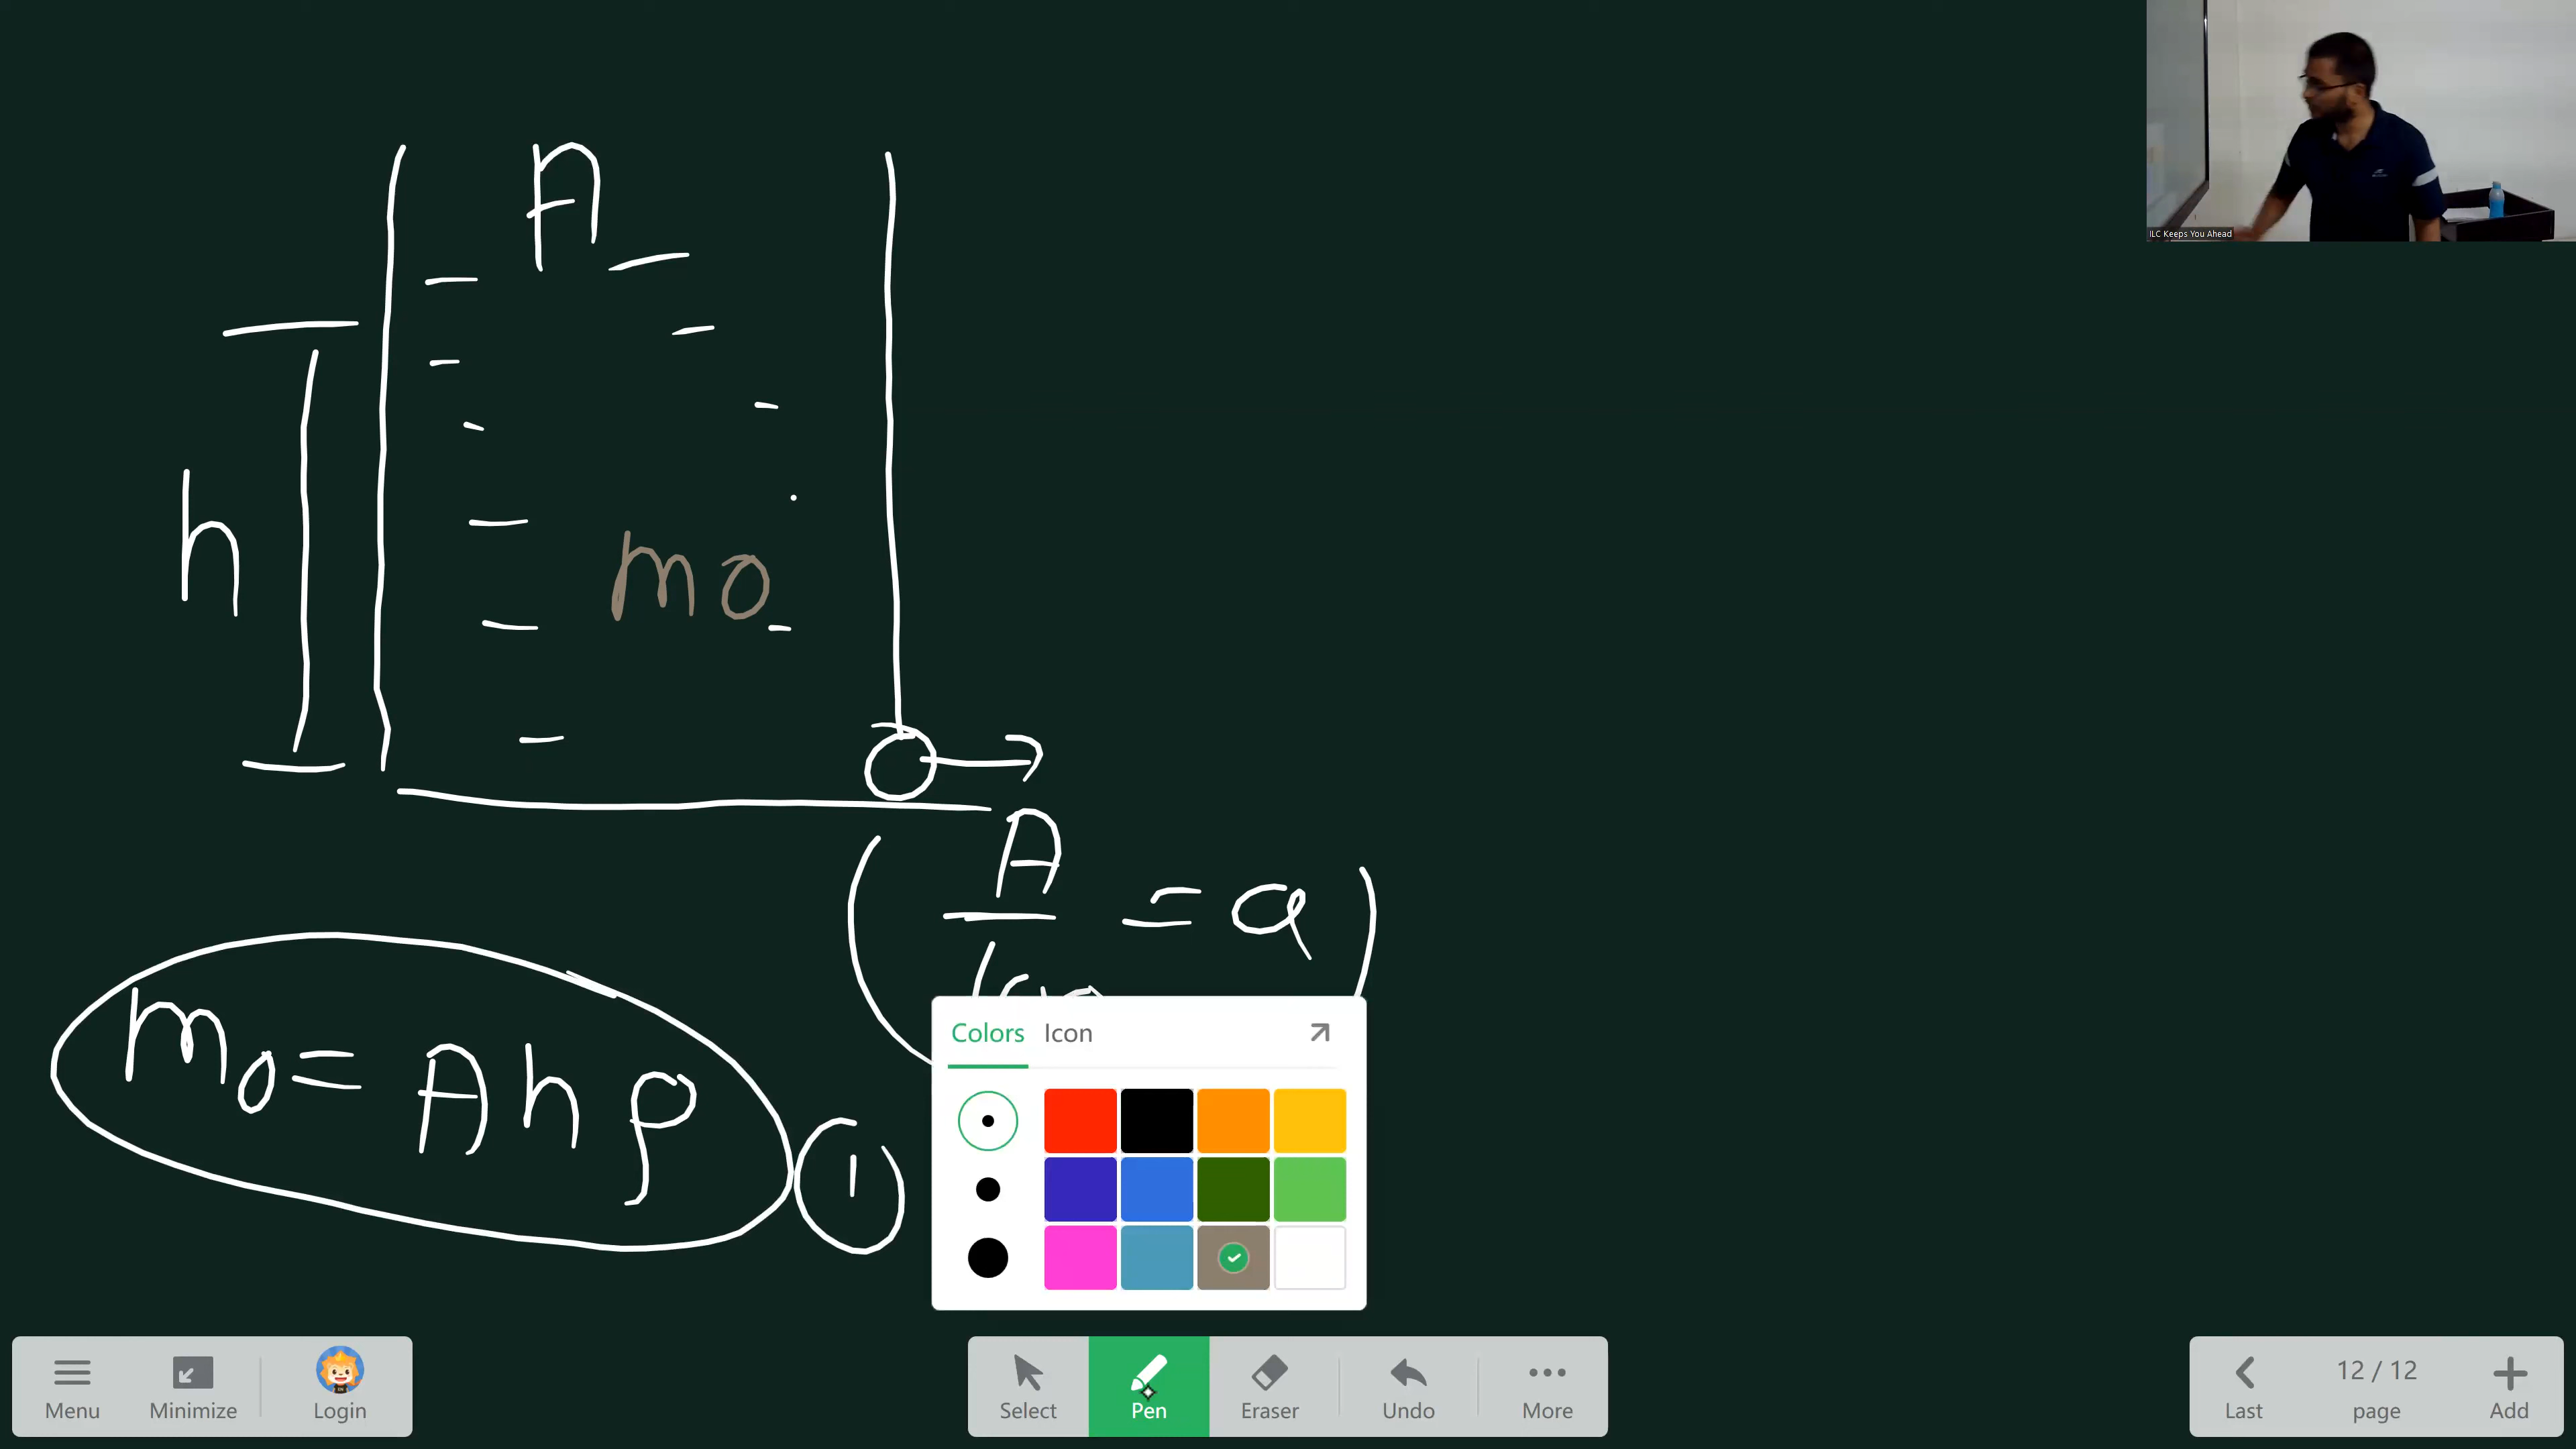 A
ILC Keeps You Ahead
h
mo
A
= a
m₀ = Ahρ
1
Colors Icon
Menu Minimize Login
Select Pen Eraser Undo More
Last 12 / 12 page Add